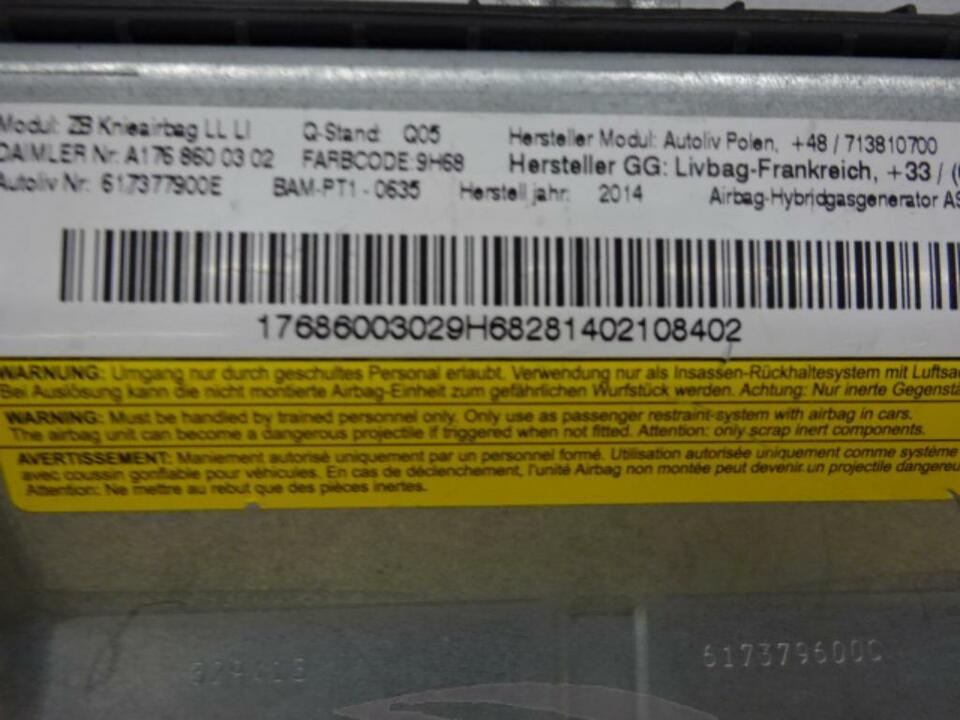 Modul: ZB Knieairbag LL LI Q-Stand: Q05 Hersteller Modul: Autoliv Polen, +48 / 713810700
DAIMLER Nr: A176 860 03 02 FARBCODE: 9H68 Hersteller GG: Livbag-Frankreich, +33 /
Autoliv Nr: 617377900E BAM-PT1 - 0635 Herstell jahr: 2014 Airbag-Hybridgasgenerator
17686003029H68281402108402
WARNUNG: Umgang nur durch geschultes Personal erlaubt. Verwendung nur als Insassen-Rückhaltesystem mit
Bei Auslösung kann die nicht montierte Airbag-Einheit zum gefährlichen Wurfstück werden. Achtung: Nur inerte
WARNING: Must be handled by trained personnel only. Only use as passenger restraint-system with airbag in cars.
The airbag unit can become a dangerous projectile if triggered when not fitted. Attention: only scrap inert components.
AVERTISSEMENT: Maniement autorisé uniquement par un personnel formé. Utilisation autorisée uniquement comme système
avec coussin gonflable pour véhicules. En cas de déclenchement, l'unité Airbag non montée peut devenir un projectile
Attention: Ne mettre au rebut que des pièces inertes.
617379600C